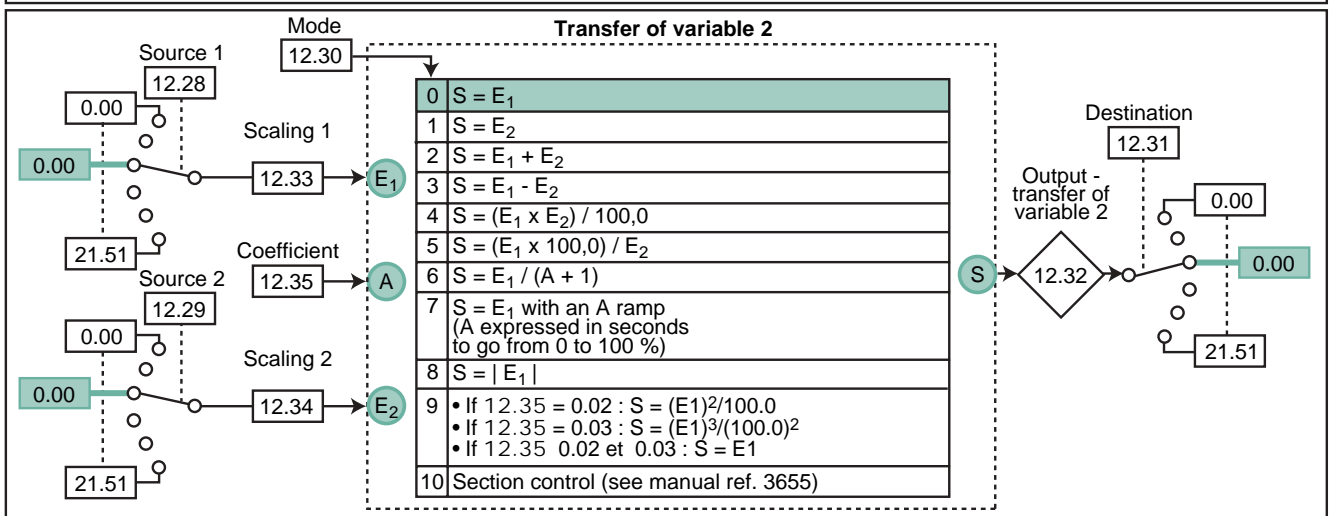 Transfer of variable 2
Mode
12.30
Source 1
12.28
0.00
0.00
21.51
Scaling 1
12.33
E1
Coefficient
12.35
A
Source 2
12.29
0.00
0.00
21.51
Scaling 2
12.34
E2
0 S = E1
1 S = E2
2 S = E1 + E2
3 S = E1 - E2
4 S = (E1 x E2) / 100,0
5 S = (E1 x 100,0) / E2
6 S = E1 / (A + 1)
7 S = E1 with an A ramp
(A expressed in seconds
to go from 0 to 100 %)
8 S = | E1 |
9 • If 12.35 = 0.02 : S = (E1)²/100.0
• If 12.35 = 0.03 : S = (E1)³/(100.0)²
• If 12.35 0.02 et 0.03 : S = E1
10 Section control (see manual ref. 3655)
S
Output -
transfer of
variable 2
12.32
Destination
12.31
0.00
0.00
21.51